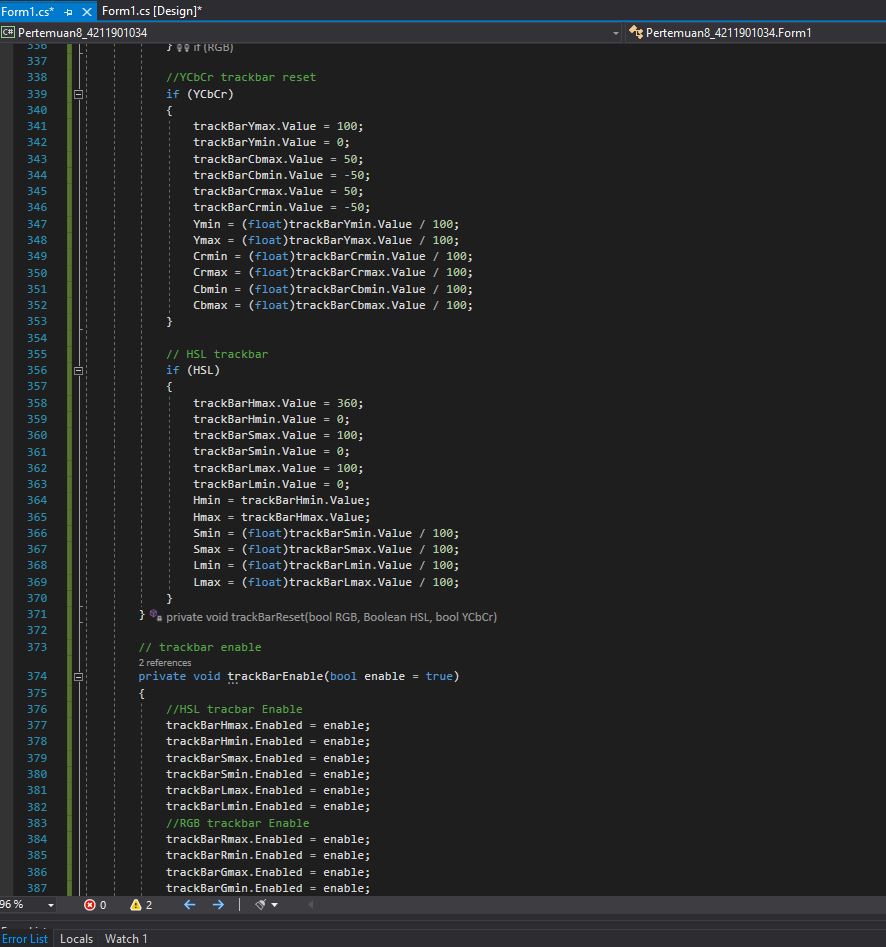 Form1.cs*
Form1.cs [Design]*
C# Pertemuan8_4211901034
Pertemuan8_4211901034.Form1
336 } if (RGB)
337
338 //YCbCr trackbar reset
339 if (YCbCr)
340 {
341 trackBarYmax.Value = 100;
342 trackBarYmin.Value = 0;
343 trackBarCbmax.Value = 50;
344 trackBarCbmin.Value = -50;
345 trackBarCrmax.Value = 50;
346 trackBarCrmin.Value = -50;
347 Ymin = (float)trackBarYmin.Value / 100;
348 Ymax = (float)trackBarYmax.Value / 100;
349 Crmin = (float)trackBarCrmin.Value / 100;
350 Crmax = (float)trackBarCrmax.Value / 100;
351 Cbmin = (float)trackBarCbmin.Value / 100;
352 Cbmax = (float)trackBarCbmax.Value / 100;
353 }
354
355 // HSL trackbar
356 if (HSL)
357 {
358 trackBarHmax.Value = 360;
359 trackBarHmin.Value = 0;
360 trackBarSmax.Value = 100;
361 trackBarSmin.Value = 0;
362 trackBarLmax.Value = 100;
363 trackBarLmin.Value = 0;
364 Hmin = trackBarHmin.Value;
365 Hmax = trackBarHmax.Value;
366 Smin = (float)trackBarSmin.Value / 100;
367 Smax = (float)trackBarSmax.Value / 100;
368 Lmin = (float)trackBarLmin.Value / 100;
369 Lmax = (float)trackBarLmax.Value / 100;
370 }
371 } private void trackBarReset(bool RGB, Boolean HSL, bool YCbCr)
372
373 // trackbar enable
2 references
374 private void trackBarEnable(bool enable = true)
375 {
376 //HSL tracbar Enable
377 trackBarHmax.Enabled = enable;
378 trackBarHmin.Enabled = enable;
379 trackBarSmax.Enabled = enable;
380 trackBarSmin.Enabled = enable;
381 trackBarLmax.Enabled = enable;
382 trackBarLmin.Enabled = enable;
383 //RGB trackbar Enable
384 trackBarRmax.Enabled = enable;
385 trackBarRmin.Enabled = enable;
386 trackBarGmax.Enabled = enable;
387 trackBarGmin.Enabled = enable;
96 % 0 2
Error List Locals Watch 1